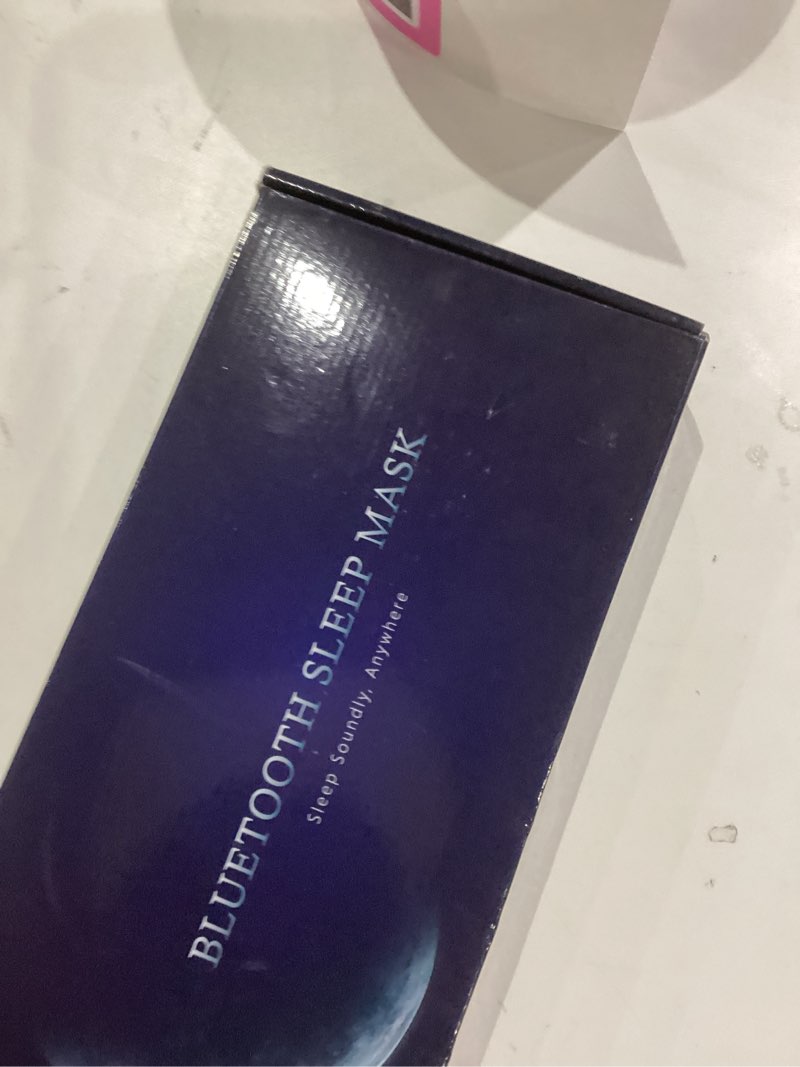 BLUETOOTH SLEEP MASK
Sleep Soundly, Anywhere